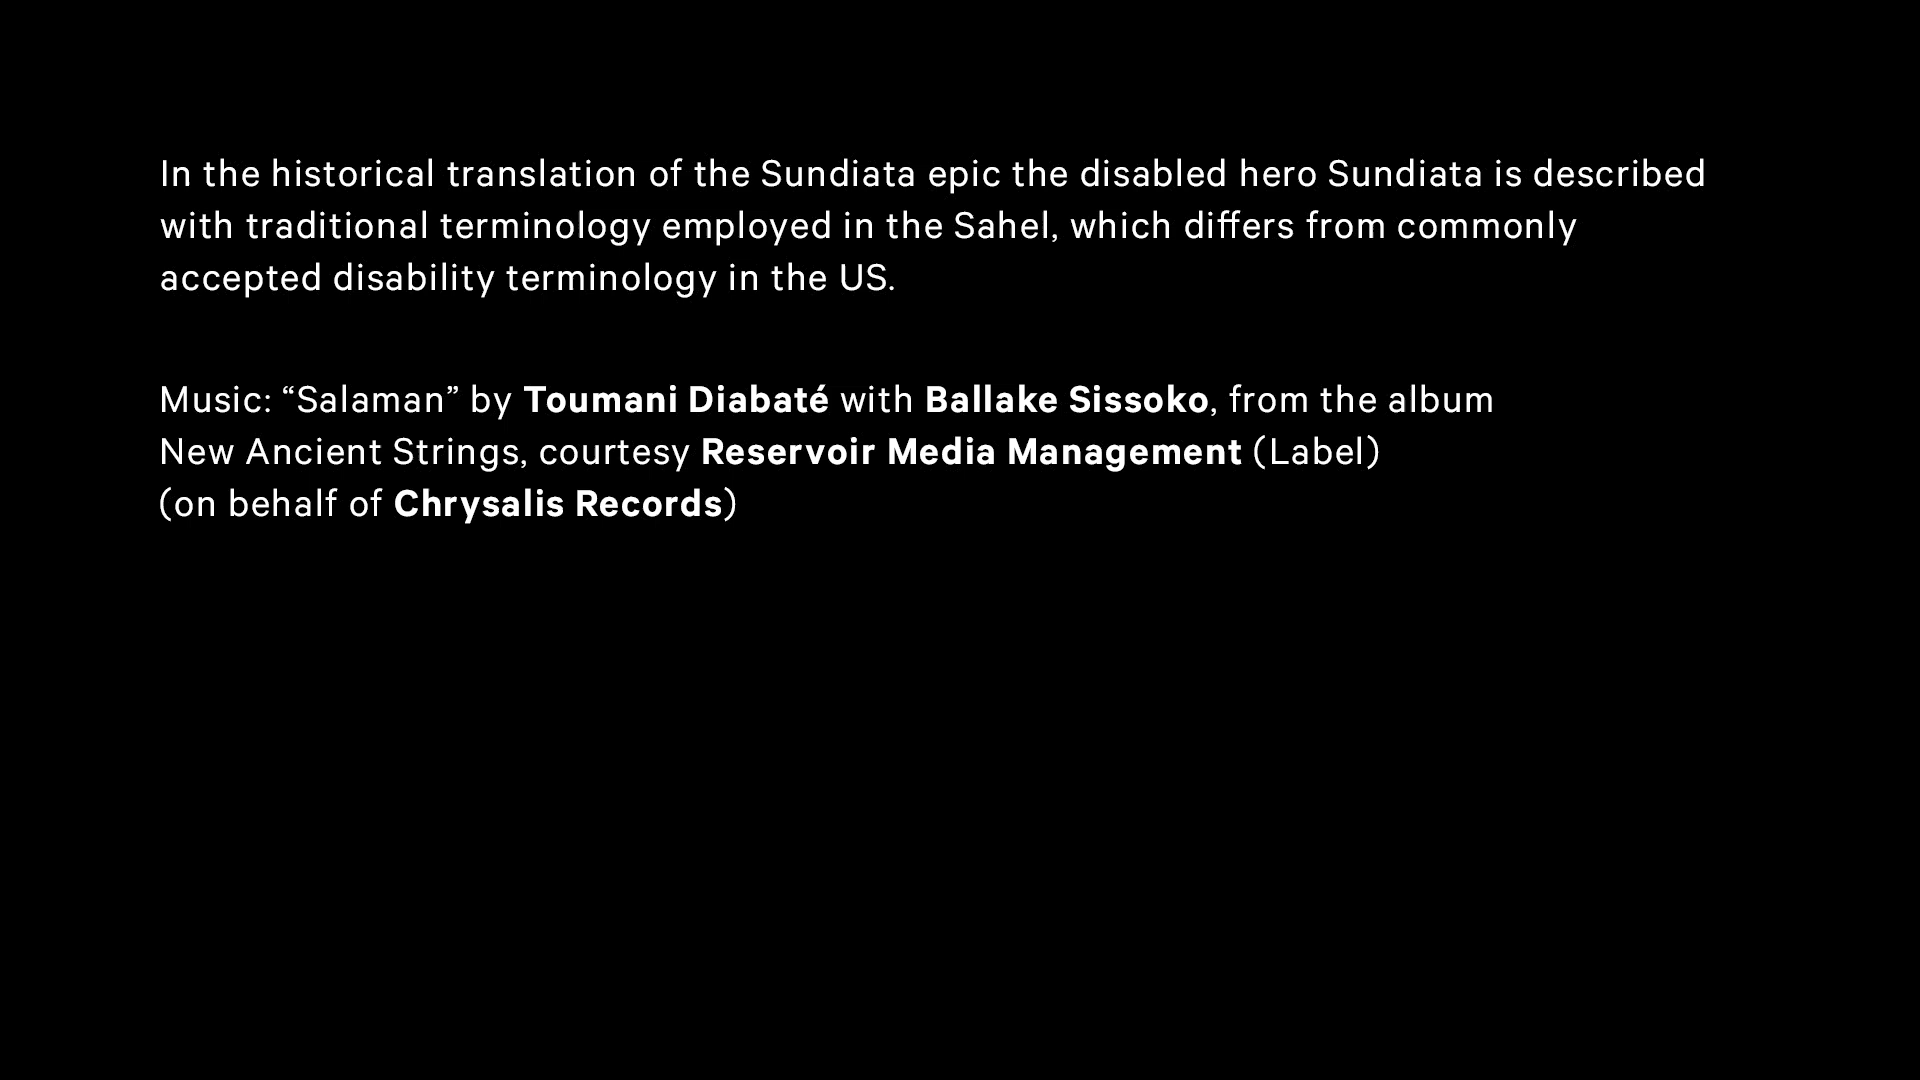 In the historical translation of the Sundiata epic the disabled hero Sundiata is described
with traditional terminology employed in the Sahel, which differs from commonly
accepted disability terminology in the US.
Music: “Salaman” by Toumani Diabaté with Ballake Sissoko, from the album
New Ancient Strings, courtesy Reservoir Media Management (Label)
(on behalf of Chrysalis Records)